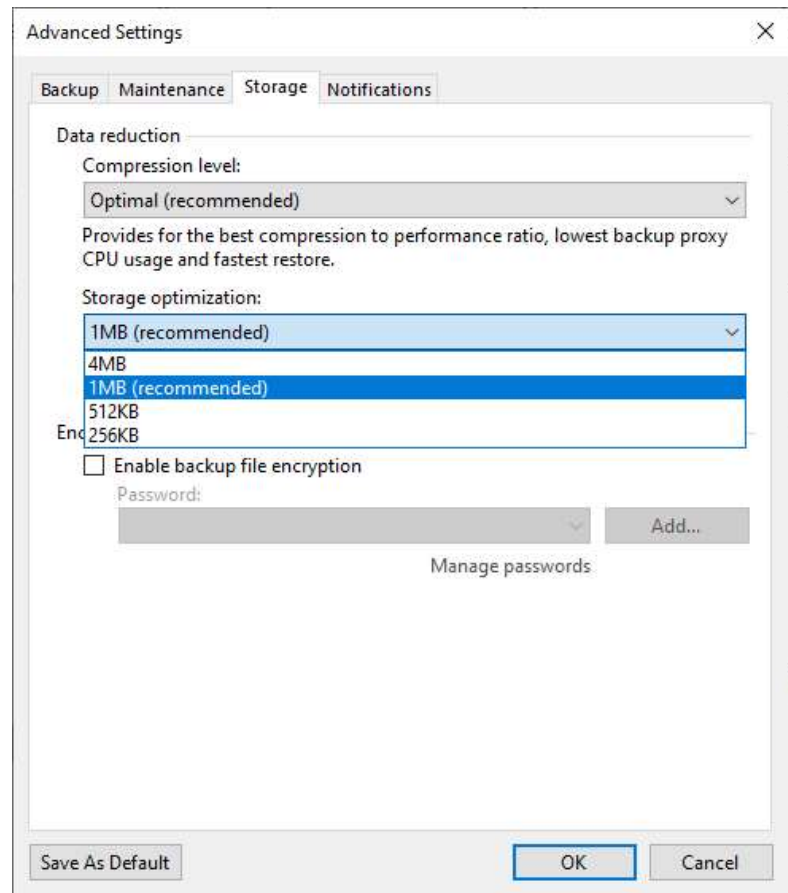 Advanced Settings
Backup
Maintenance
Storage
Notifications
Data reduction
Compression level:
Optimal (recommended)
Provides for the best compression to performance ratio, lowest backup proxy
CPU usage and fastest restore.
Storage optimization:
1MB (recommended)
4MB
1MB (recommended)
512KB
256KB
Enable backup file encryption
Password:
Add...
Manage passwords
Save As Default
OK
Cancel